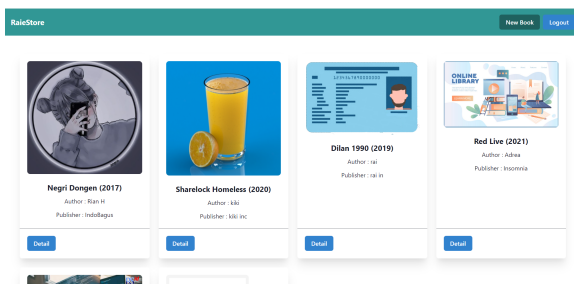 RaieStore
New Book
Logout
1234567890000000
ONLINE
LIBRARY
Negri Dongen (2017)
Author : Rian H
Publisher : IndoBagus
Detail
Sharelock Homeless (2020)
Author : kiki
Publisher : kiki inc
Detail
Dilan 1990 (2019)
Author : rai
Publisher : rai in
Detail
Red Live (2021)
Author : Adrea
Publisher : Insomnia
Detail